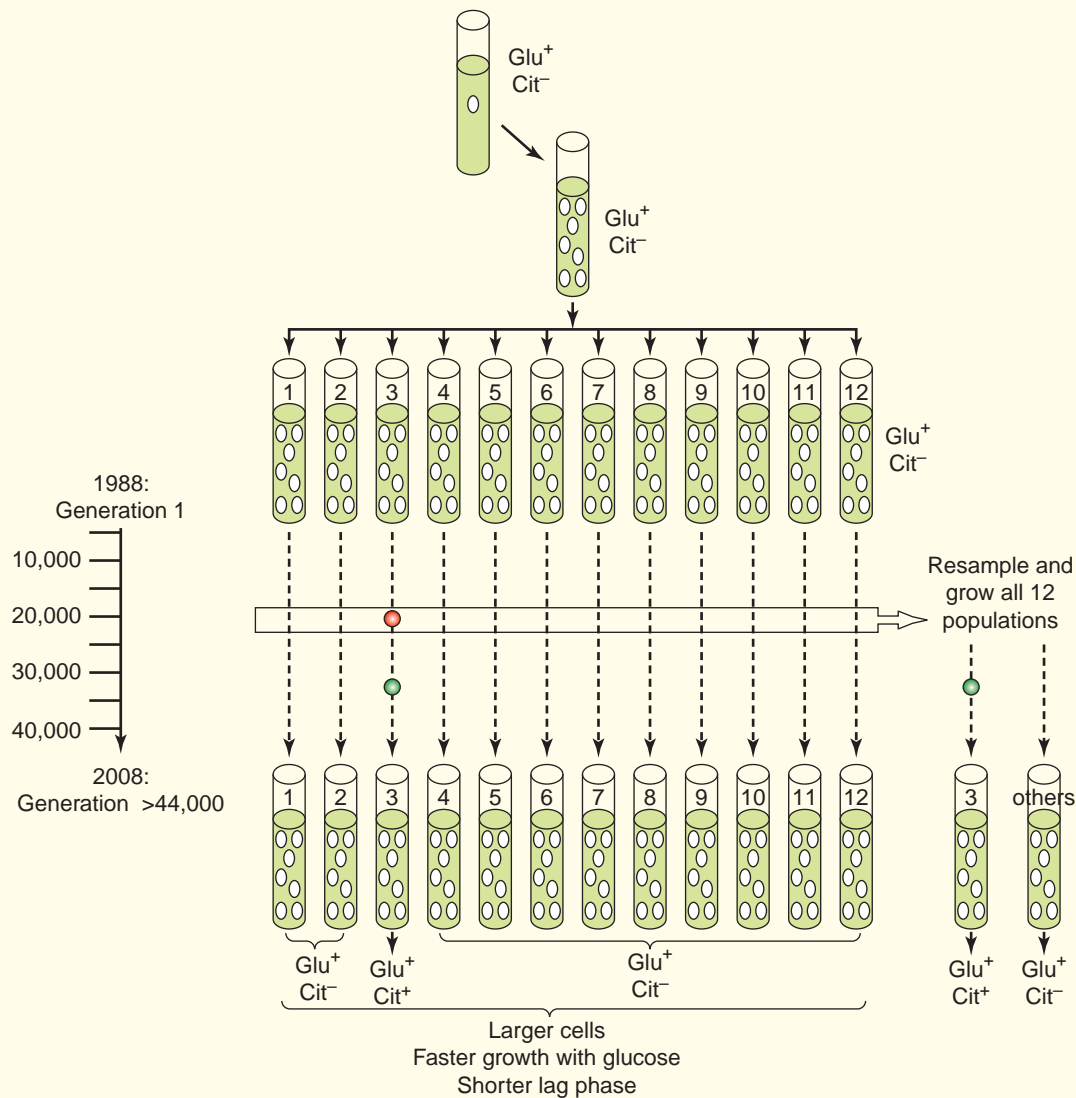 Glu⁺
Cit⁻
Glu⁺
Cit⁻
1 2 3 4 5 6 7 8 9 10 11 12
Glu⁺
Cit⁻
1988:
Generation 1
10,000
20,000
30,000
40,000
2008:
Generation >44,000
Resample and
grow all 12
populations
1 2 3 4 5 6 7 8 9 10 11 12
3 others
Glu⁺
Cit⁻
Glu⁺
Cit⁺
Glu⁺
Cit⁻
Glu⁺
Cit⁺
Glu⁺
Cit⁻
Larger cells
Faster growth with glucose
Shorter lag phase